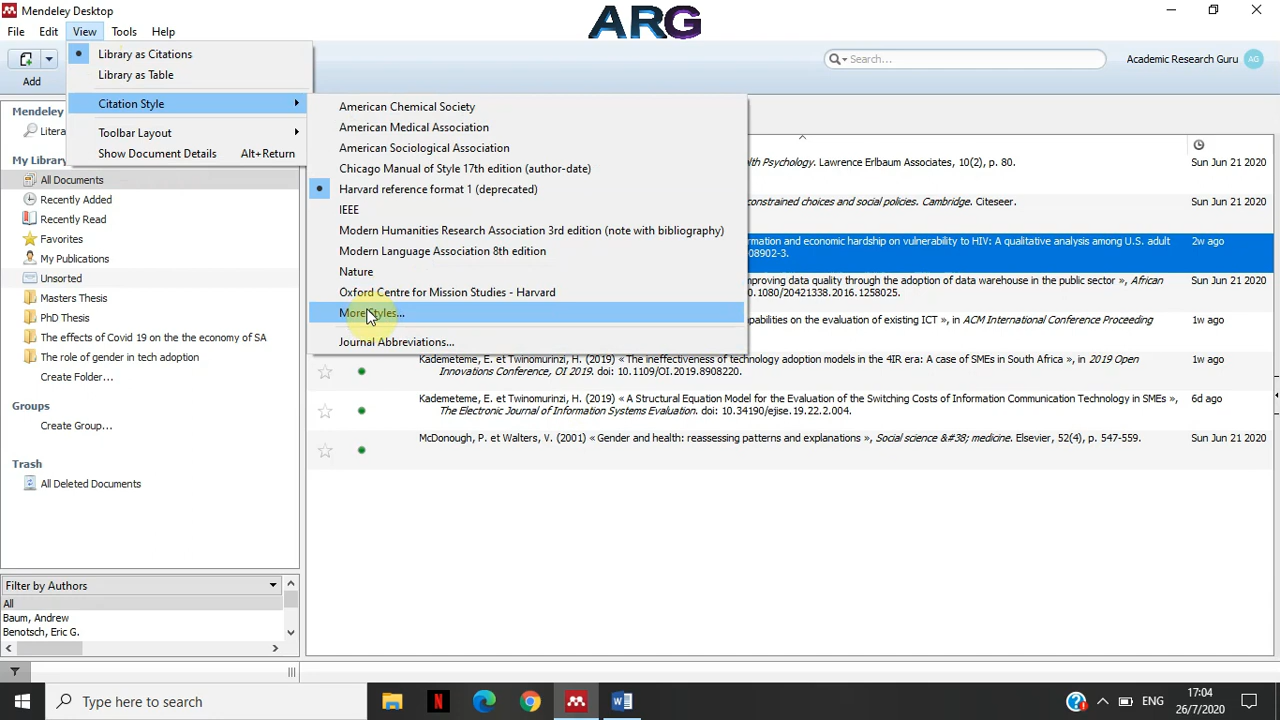 Mendeley Desktop
ARG
File Edit View Tools Help
Library as Citations
Library as Table
Citation Style
Toolbar Layout
Show Document Details Alt+Return
Add
Search...
Academic Research Guru AG
American Chemical Society
American Medical Association
American Sociological Association
Chicago Manual of Style 17th edition (author-date)
Harvard reference format 1 (deprecated)
IEEE
Modern Humanities Research Association 3rd edition (note with bibliography)
Modern Language Association 8th edition
Nature
Oxford Centre for Mission Studies - Harvard
More Styles...
Journal Abbreviations...
Mendeley
Litera
My Library
All Documents
Recently Added
Recently Read
Favorites
My Publications
Unsorted
Masters Thesis
PhD Thesis
The effects of Covid 19 on the the economy of SA
The role of gender in tech adoption
Create Folder...
Groups
Create Group...
Trash
All Deleted Documents
Filter by Authors
All
Baum, Andrew
Benotsch, Eric G.
lth Psychology. Lawrence Erlbaum Associates, 10(2), p. 80. Sun Jun 21 2020
constrained choices and social policies. Cambridge. Citeseer. Sun Jun 21 2020
rmation and economic hardship on vulnerability to HIV: A qualitative analysis among U.S. adult 2w ago
08902-3.
mproving data quality through the adoption of data warehouse in the public sector », African Sun Jun 21 2020
.1080/20421338.2016.1258025.
apabilities on the evaluation of existing ICT », in ACM International Conference Proceeding 1w ago
Kademeteme, E. et Twinomurinzi, H. (2019) « The ineffectiveness of technology adoption models in the 4IR era: A case of SMEs in South Africa », in 2019 Open 1w ago
Innovations Conference, OI 2019. doi: 10.1109/OI.2019.8908220.
Kademeteme, E. et Twinomurinzi, H. (2019) « A Structural Equation Model for the Evaluation of the Switching Costs of Information Communication Technology in SMEs », 6d ago
The Electronic Journal of Information Systems Evaluation. doi: 10.34190/ejise.19.22.2.004.
McDonough, P. et Walters, V. (2001) « Gender and health: reassessing patterns and explanations », Social science &#38; medicine. Elsevier, 52(4), p. 547-559. Sun Jun 21 2020
Type here to search
ENG
17:04
26/7/2020